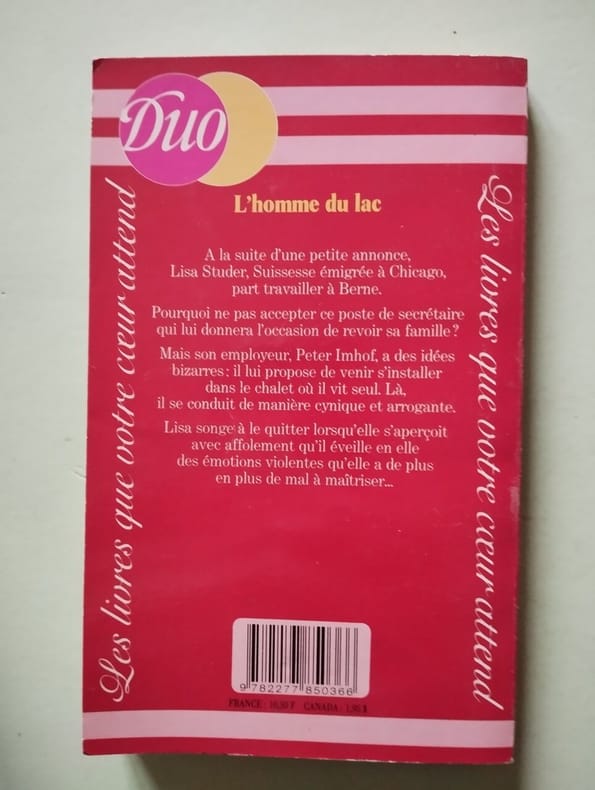 Duo
L'homme du lac
A la suite d'une petite annonce,
Lisa Studer, Suissesse émigrée à Chicago,
part travailler à Berne.
Pourquoi ne pas accepter ce poste de secrétaire
qui lui donnera l'occasion de revoir sa famille ?
Mais son employeur, Peter Imhof, a des idées
bizarres : il lui propose de venir s'installer
dans le chalet où il vit seul. Là,
il se conduit de manière cynique et arrogante.
Lisa songe à le quitter lorsqu'elle s'aperçoit
avec affolement qu'il éveille en elle
des émotions violentes qu'elle a de plus
en plus de mal à maîtriser...
Les livres que votre cœur attend
Les livres que votre cœur attend
9 782277 850366
FRANCE : 10,50 F CANADA : 1,95 $